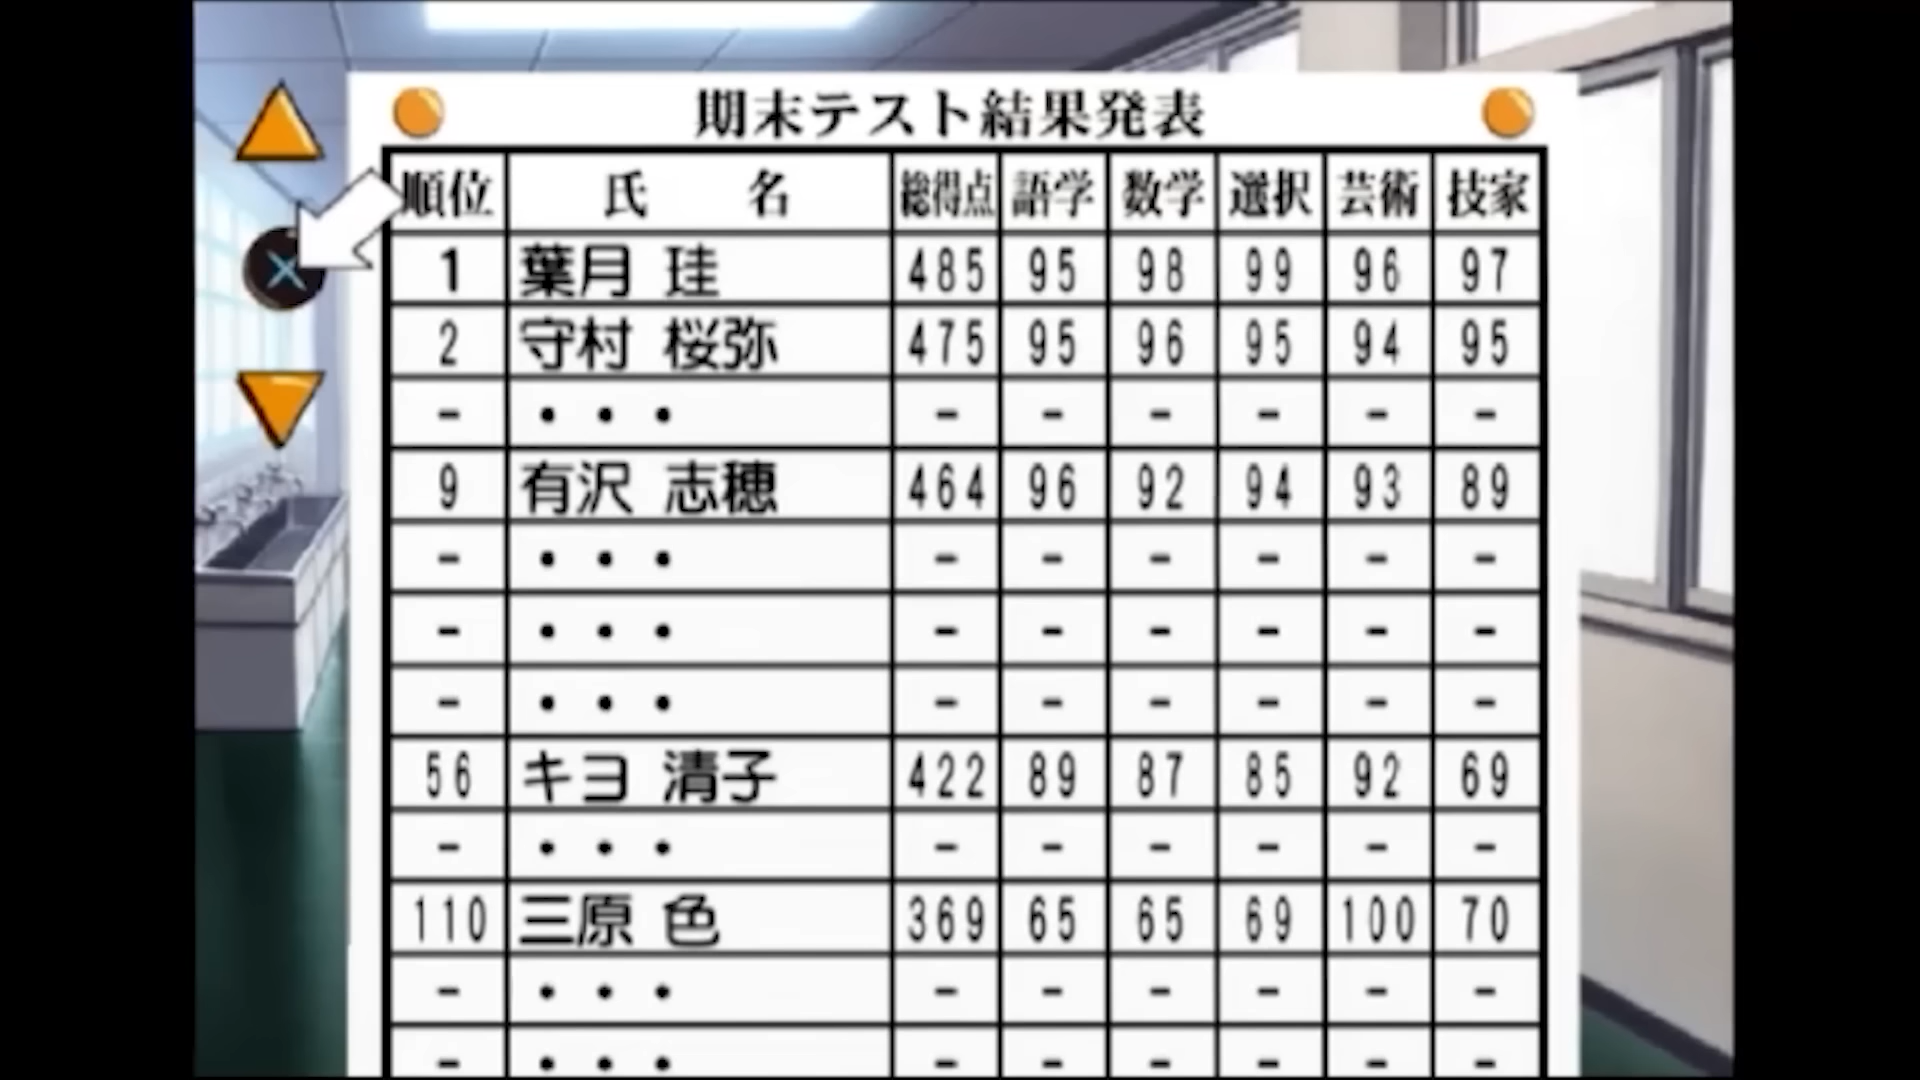 期末テスト結果発表
順位 氏名 総得点 語学 数学 選択 芸術 技家
1 葉月 珪 485 95 98 99 96 97
2 守村 桜弥 475 95 96 95 94 95
- ・・・ - - - - - -
9 有沢 志穂 464 96 92 94 93 89
- ・・・ - - - - - -
- ・・・ - - - - - -
- ・・・ - - - - - -
56 キヨ 清子 422 89 87 85 92 69
- ・・・ - - - - - -
110 三原 色 369 65 65 69 100 70
- ・・・ - - - - - -
- ・・・ - - - - - -